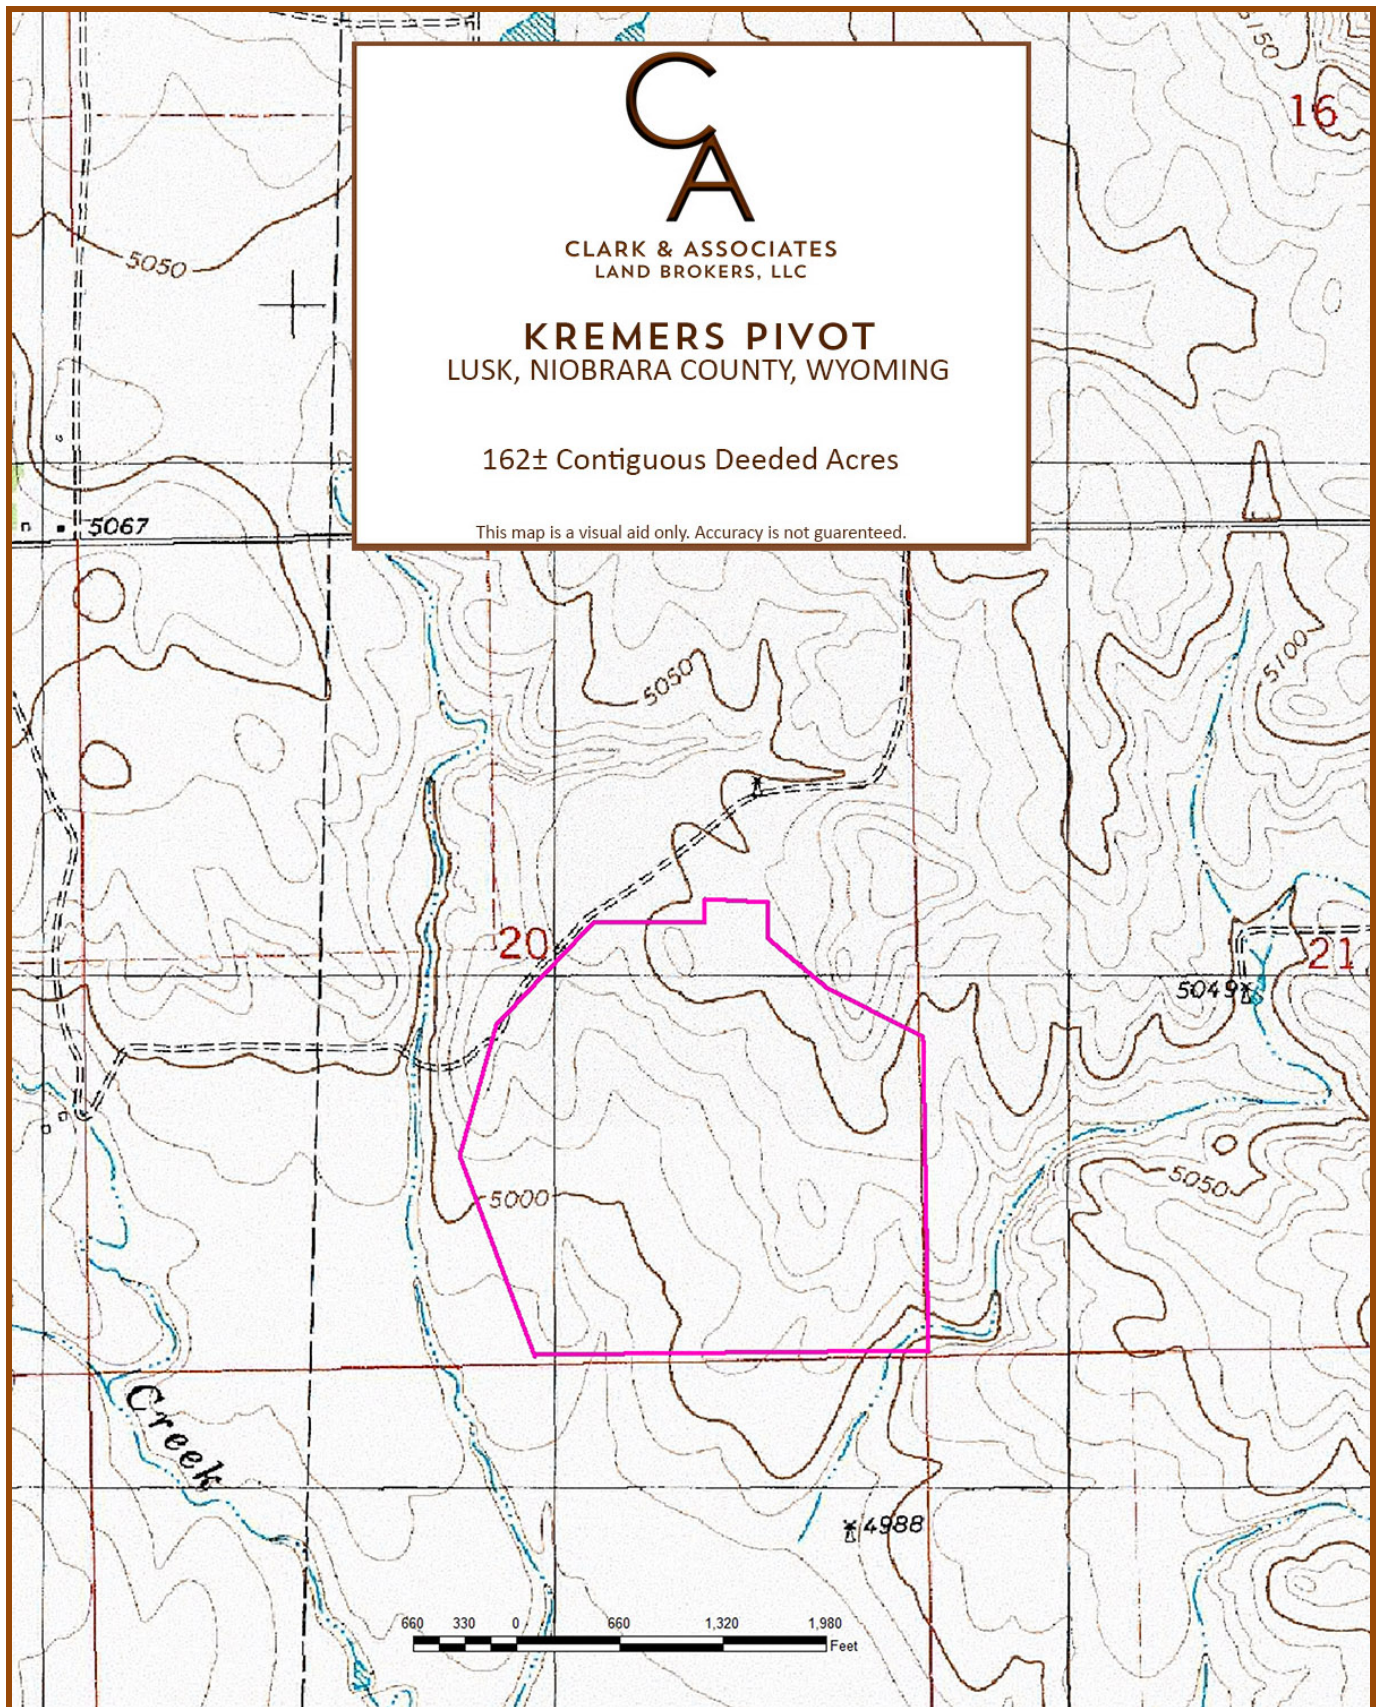 5150
16
CA
CLARK & ASSOCIATES
LAND BROKERS, LLC
5050
KREMERS PIVOT
LUSK, NIOBRARA COUNTY, WYOMING
162± Contiguous Deeded Acres
5067
This map is a visual aid only. Accuracy is not guarenteed.
5050
5100
20
21
5049
5050
5000
Creek
4988
660 330 0 660 1,320 1,980
Feet